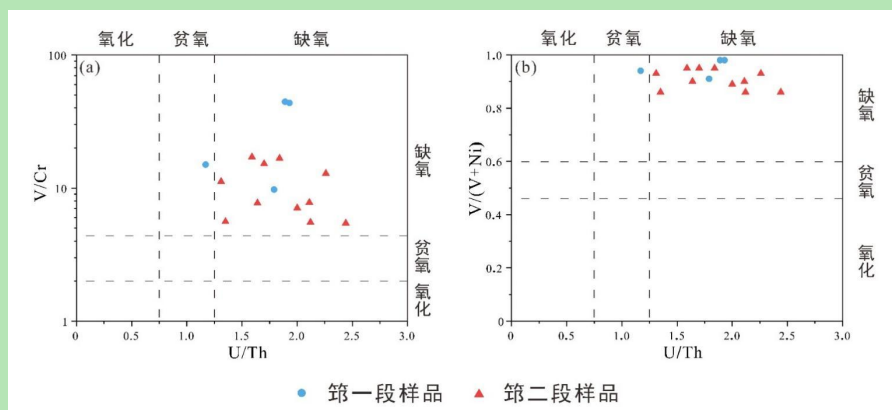 氧化 贫氧 缺氧
(a)
100
10
1
V/Cr
缺氧
贫氧
氧化
0.0 0.5 1.0 1.5 2.0 2.5 3.0
U/Th
氧化 贫氧 缺氧
(b)
1.0
0.8
0.6
0.4
0.2
0
V/(V+Ni)
缺氧
贫氧
氧化
0.0 0.5 1.0 1.5 2.0 2.5 3.0
U/Th
筇一段样品 筇二段样品